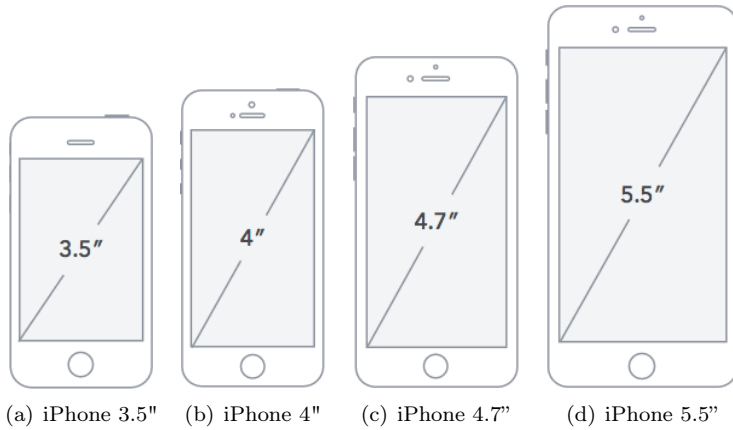 3.5″
4″
4.7″
5.5″
(a) iPhone 3.5"
(b) iPhone 4"
(c) iPhone 4.7”
(d) iPhone 5.5”